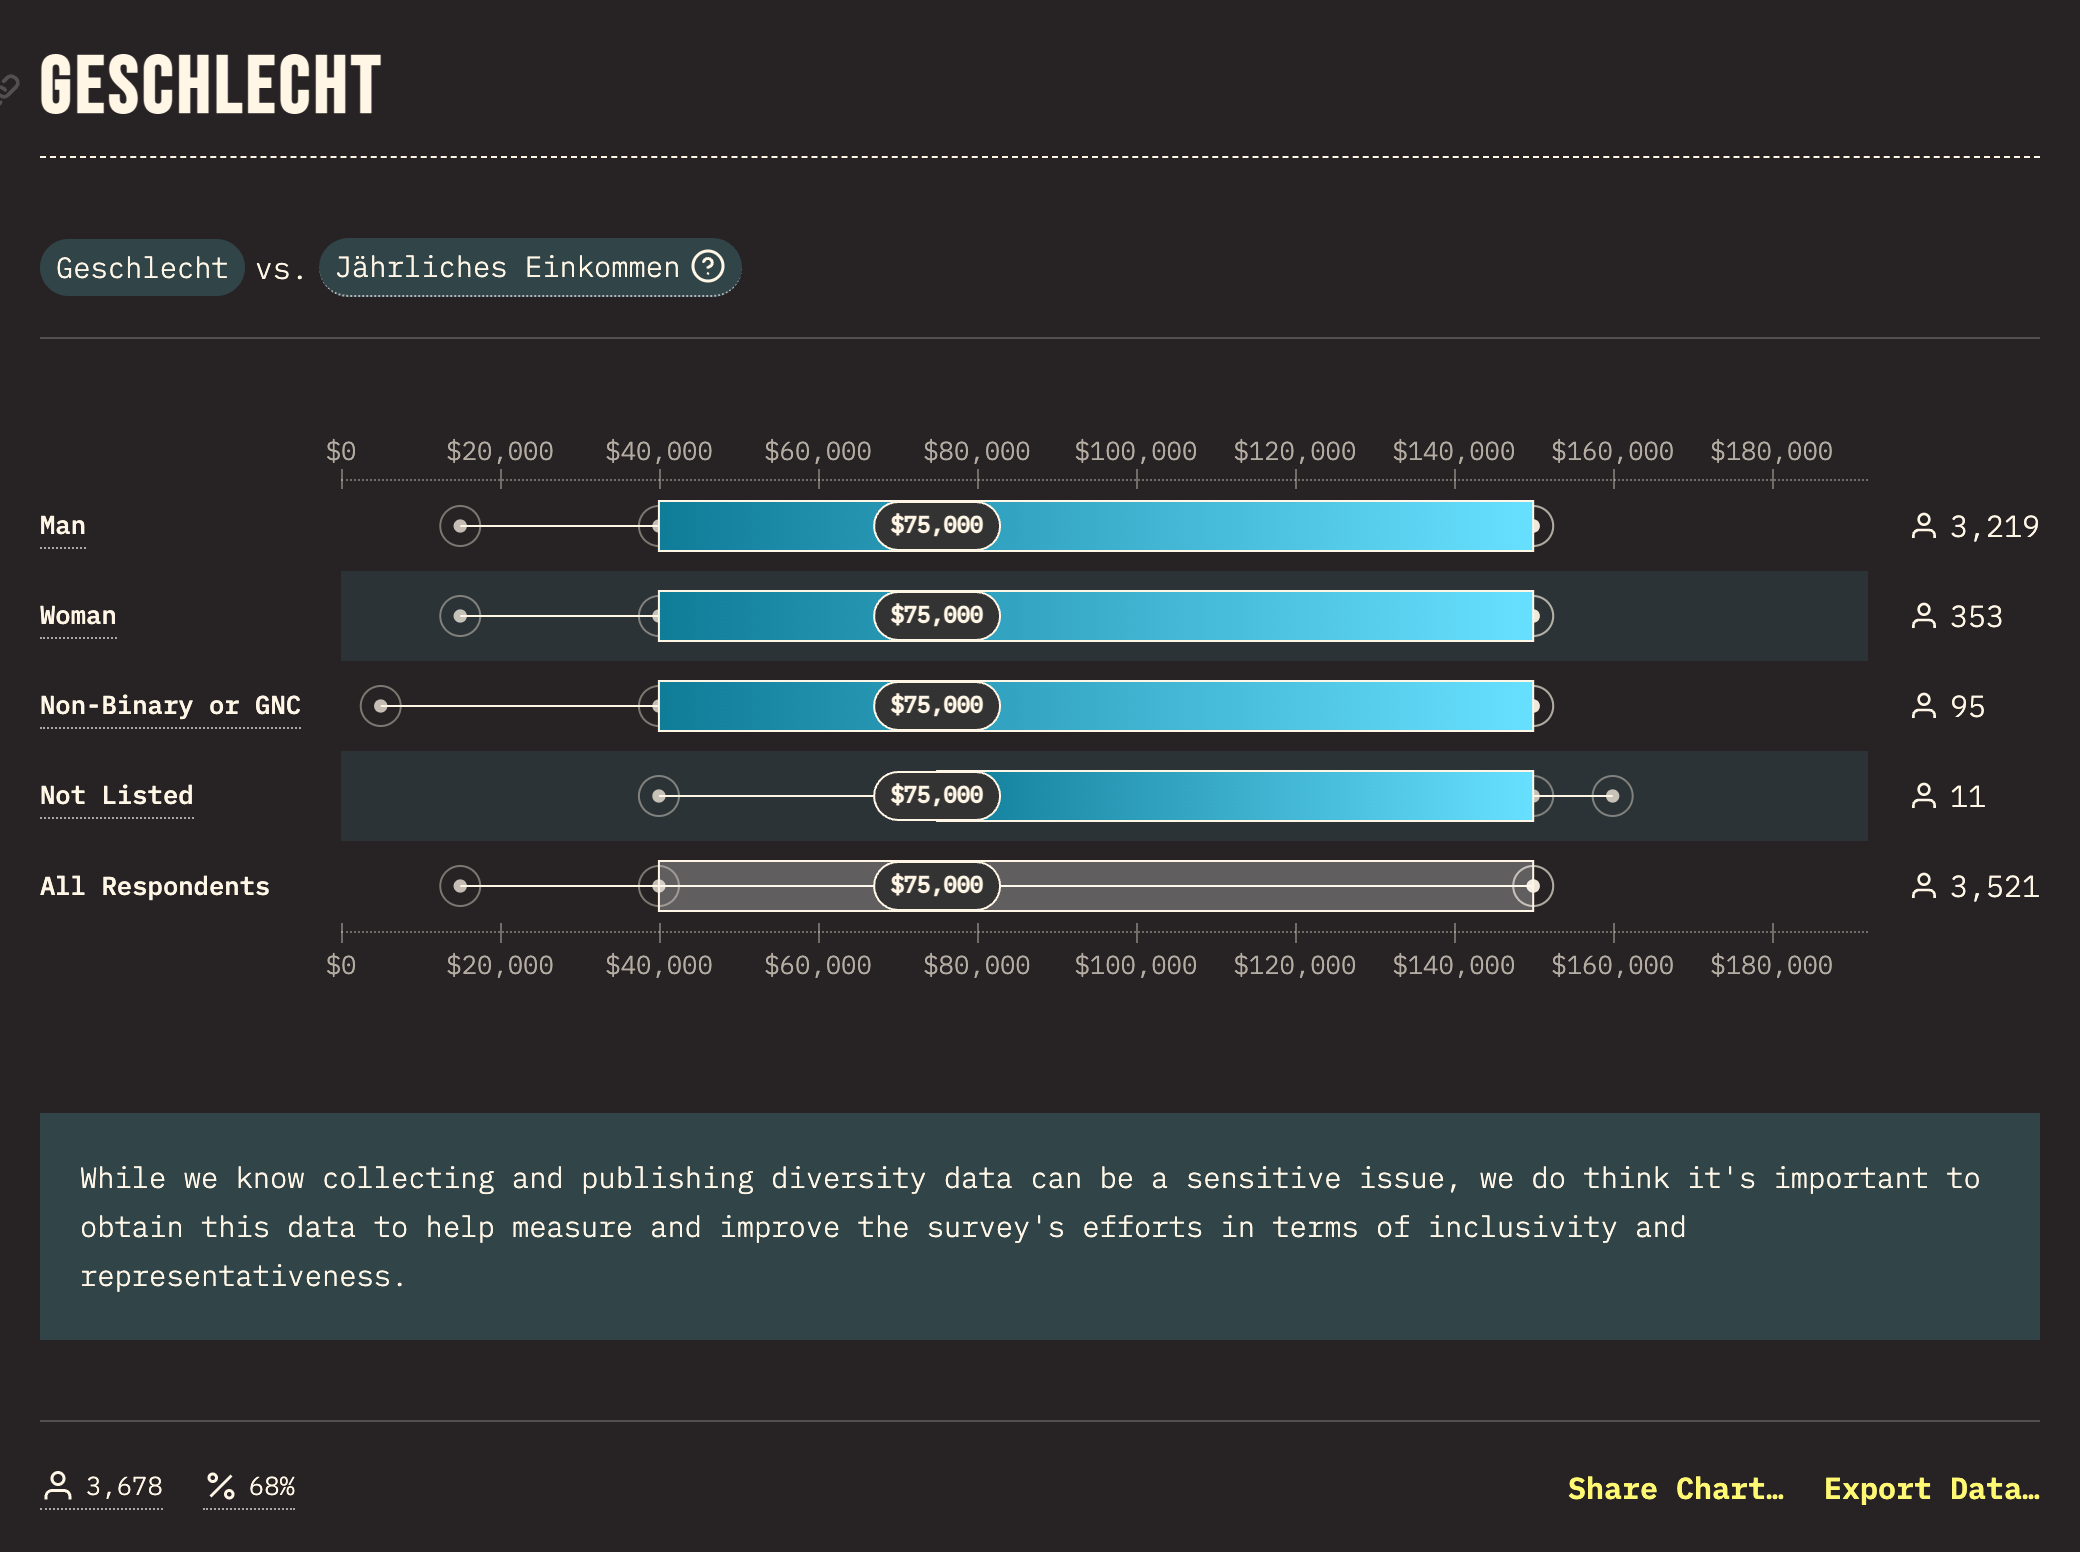 GESCHLECHT
Geschlecht vs. Jährliches Einkommen
$0 $20,000 $40,000 $60,000 $80,000 $100,000 $120,000 $140,000 $160,000 $180,000
Man $75,000 3,219
Woman $75,000 353
Non-Binary or GNC $75,000 95
Not Listed $75,000 11
All Respondents $75,000 3,521
$0 $20,000 $40,000 $60,000 $80,000 $100,000 $120,000 $140,000 $160,000 $180,000
While we know collecting and publishing diversity data can be a sensitive issue, we do think it's important to
obtain this data to help measure and improve the survey's efforts in terms of inclusivity and
representativeness.
3,678 68% Share Chart… Export Data…